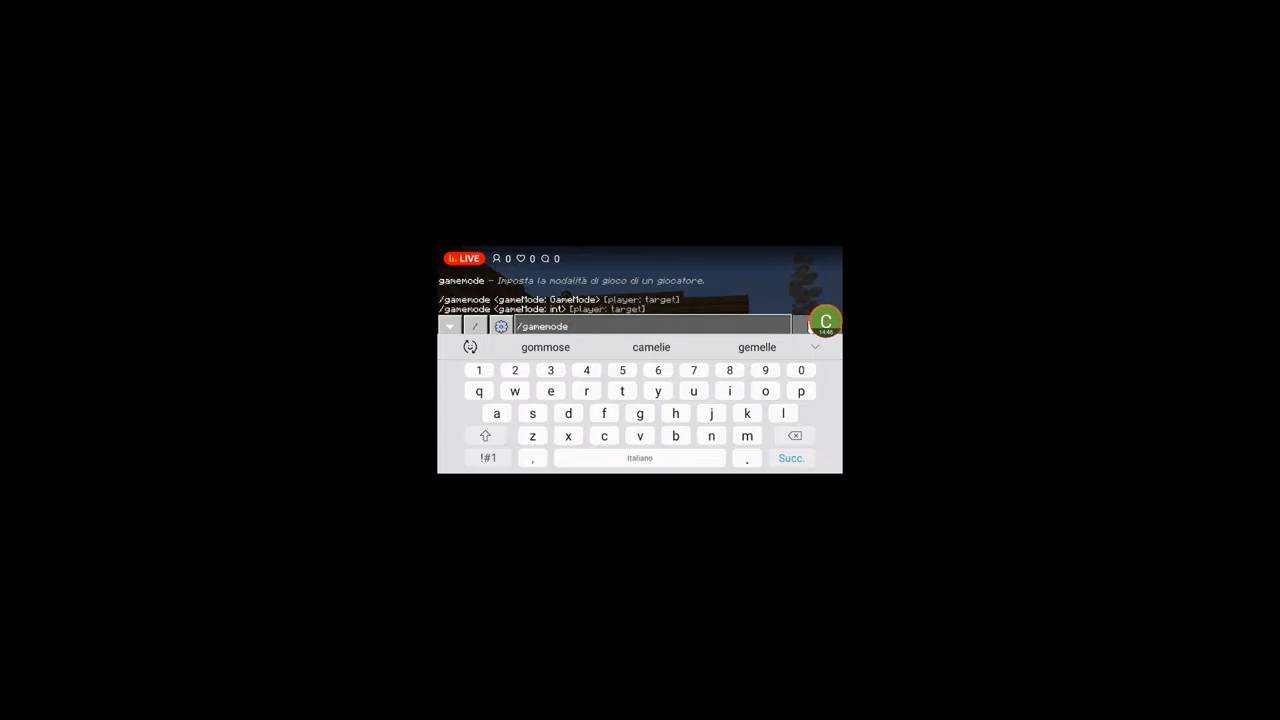 LIVE 0 0 0
gamemode – Imposta la modalità di gioco di un giocatore.
/gamemode <gameMode: GameMode> [player: target]
/gamemode <gameMode: int> [player: target]
/ /gamemode
C
14:46
gommose camelie gemelle
1 2 3 4 5 6 7 8 9 0
q w e r t y u i o p
a s d f g h j k l
z x c v b n m
!#1 , Italiano . Succ.